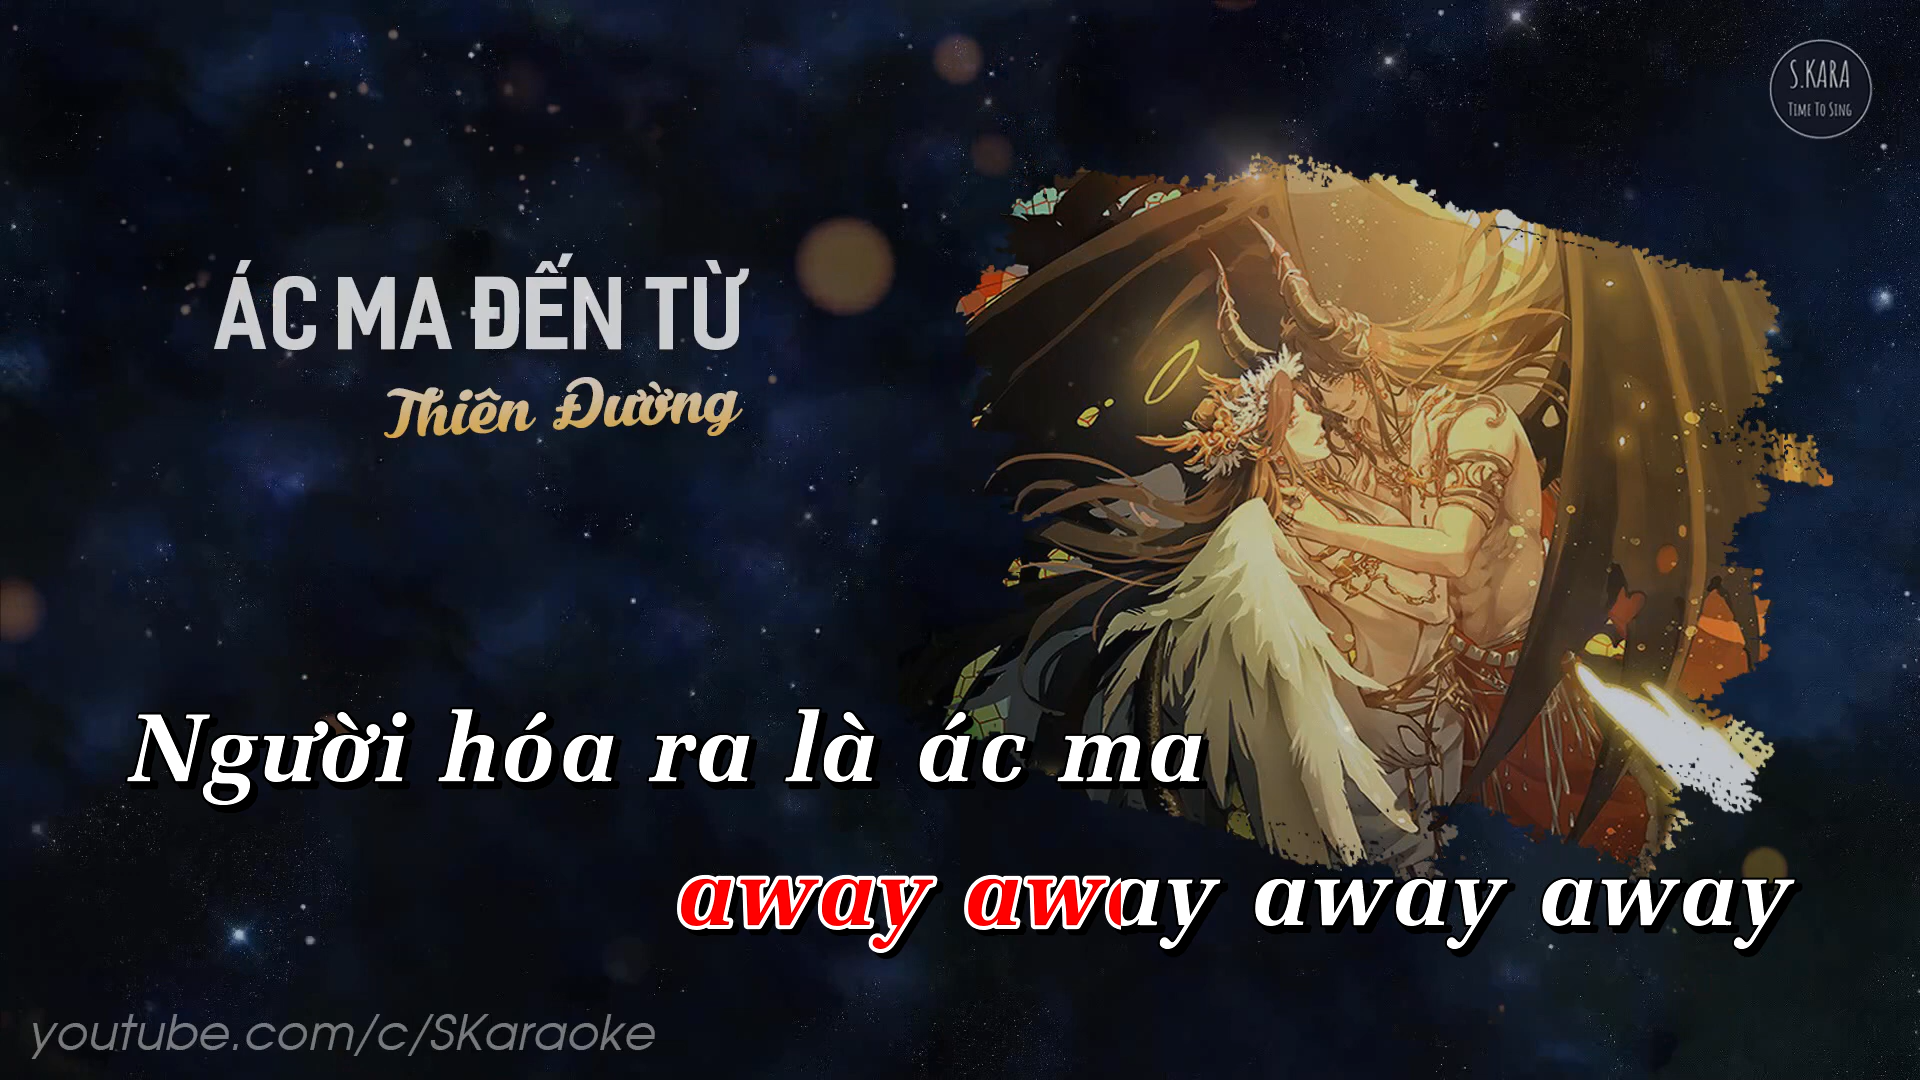 S.KARA
TIME TO SING
ÁC MA ĐẾN TỪ
Thiên Đường
Người hóa ra là ác ma
away away away away
youtube.com/c/SKaraoke